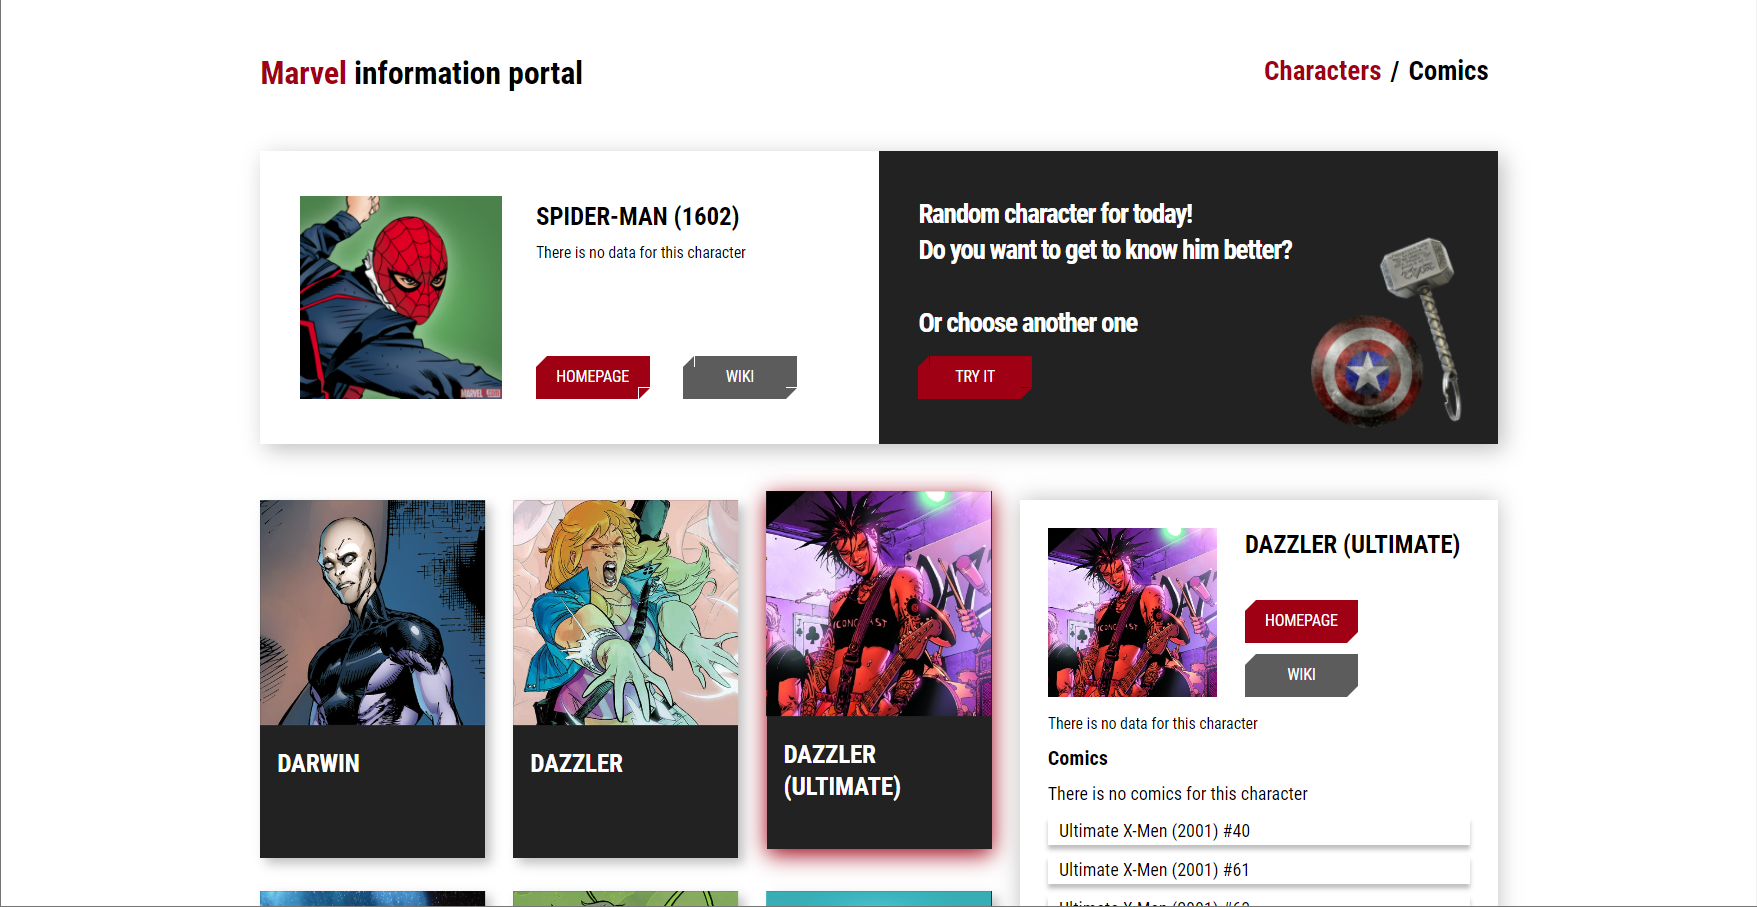 Marvel information portal
Characters / Comics
SPIDER-MAN (1602)
There is no data for this character
HOMEPAGE
WIKI
Random character for today!
Do you want to get to know him better?
Or choose another one
TRY IT
DARWIN
DAZZLER
DAZZLER
(ULTIMATE)
DAZZLER (ULTIMATE)
HOMEPAGE
WIKI
There is no data for this character
Comics
There is no comics for this character
Ultimate X-Men (2001) #40
Ultimate X-Men (2001) #61